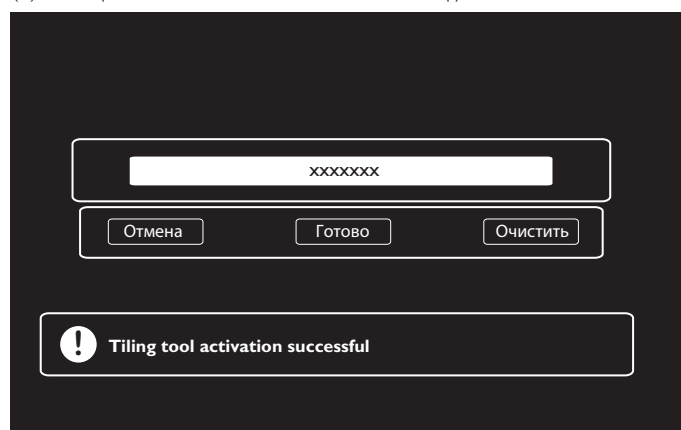 xxxxxxx
Отмена Готово Очистить
! Tiling tool activation successful